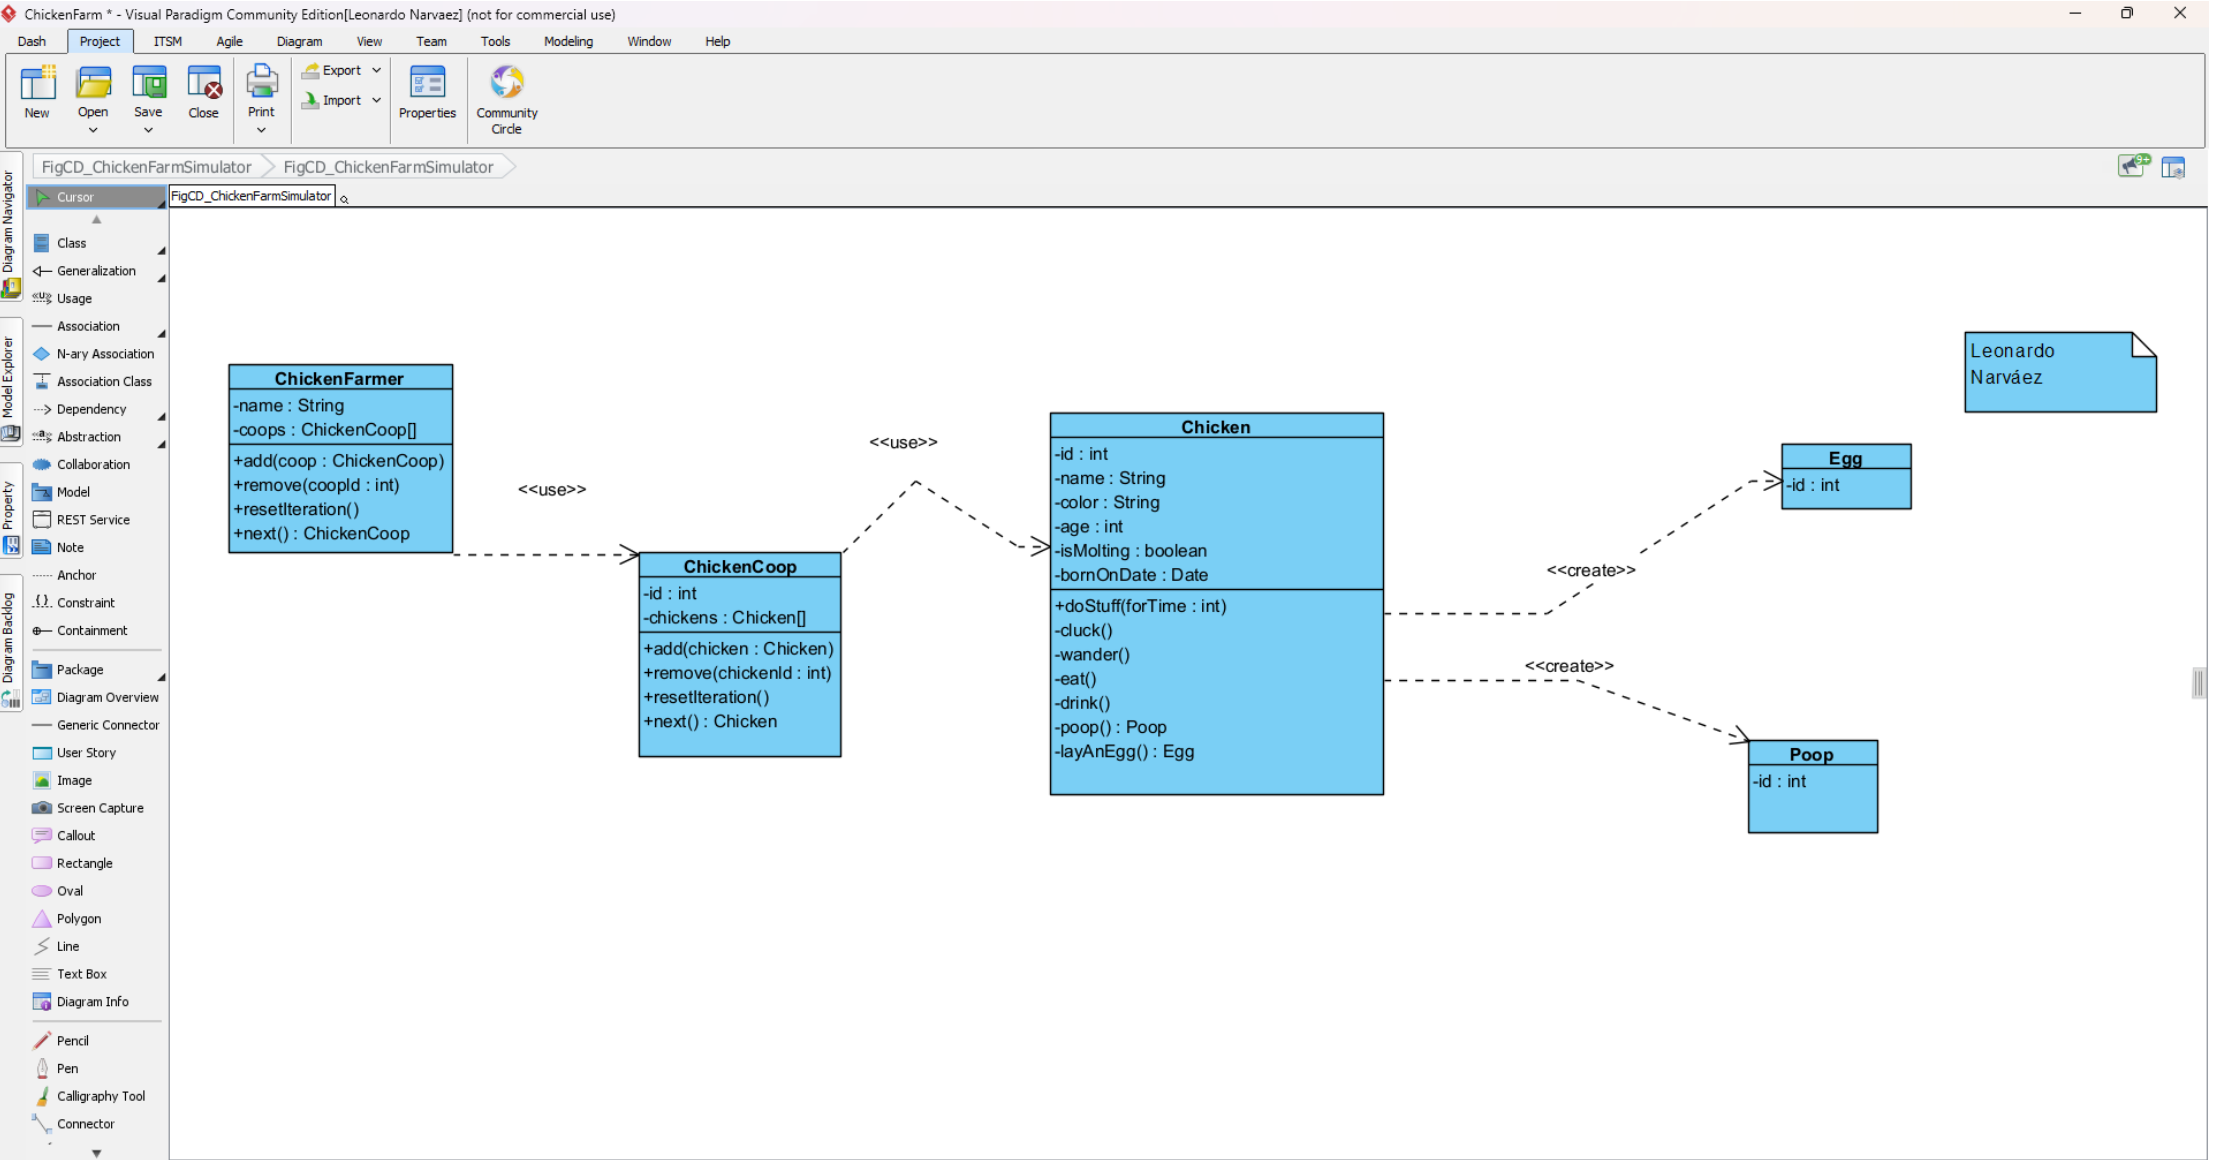 ChickenFarm * - Visual Paradigm Community Edition[Leonardo Narvaez] (not for commercial use)
Dash Project ITSM Agile Diagram View Team Tools Modeling Window Help
New Open Save Close Print Export Import Properties Community Circle
FigCD_ChickenFarmSimulator FigCD_ChickenFarmSimulator
9+
Diagram Navigator
Model Explorer
Property
Diagram Backlog
Cursor
Class
Generalization
Usage
Association
N-ary Association
Association Class
Dependency
Abstraction
Collaboration
Model
REST Service
Note
Anchor
Constraint
Containment
Package
Diagram Overview
Generic Connector
User Story
Image
Screen Capture
Callout
Rectangle
Oval
Polygon
Line
Text Box
Diagram Info
Pencil
Pen
Calligraphy Tool
Connector
FigCD_ChickenFarmSimulator
ChickenFarmer
-name : String
-coops : ChickenCoop[]
+add(coop : ChickenCoop)
+remove(coopId : int)
+resetIteration()
+next() : ChickenCoop
<<use>>
ChickenCoop
-id : int
-chickens : Chicken[]
+add(chicken : Chicken)
+remove(chickenId : int)
+resetIteration()
+next() : Chicken
<<use>>
Chicken
-id : int
-name : String
-color : String
-age : int
-isMolting : boolean
-bornOnDate : Date
+doStuff(forTime : int)
-cluck()
-wander()
-eat()
-drink()
-poop() : Poop
-layAnEgg() : Egg
<<create>>
<<create>>
Egg
-id : int
Poop
-id : int
Leonardo
Narváez